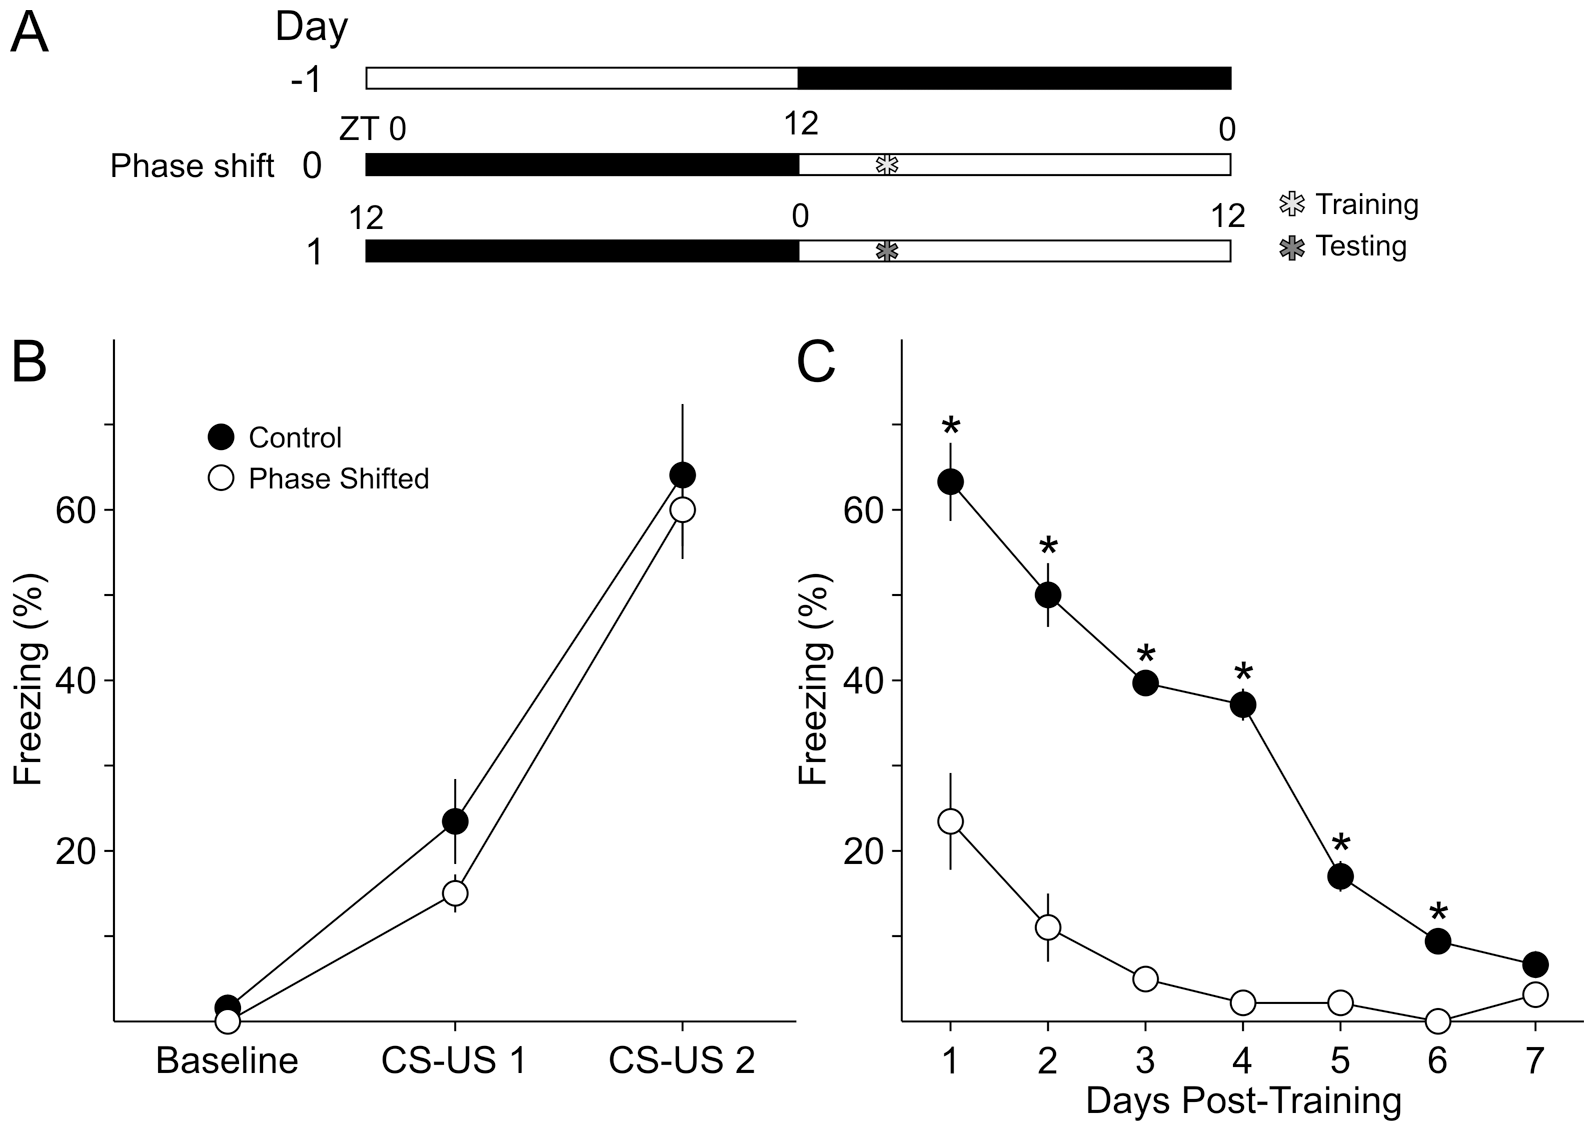 A
Day
-1
ZT 0 12 0
Phase shift 0
12 0 12
1
* Training
* Testing
B
Control
Phase Shifted
60
40
20
Freezing (%)
Baseline CS-US 1 CS-US 2
C
* * * * * *
60
40
20
Freezing (%)
1 2 3 4 5 6 7
Days Post-Training